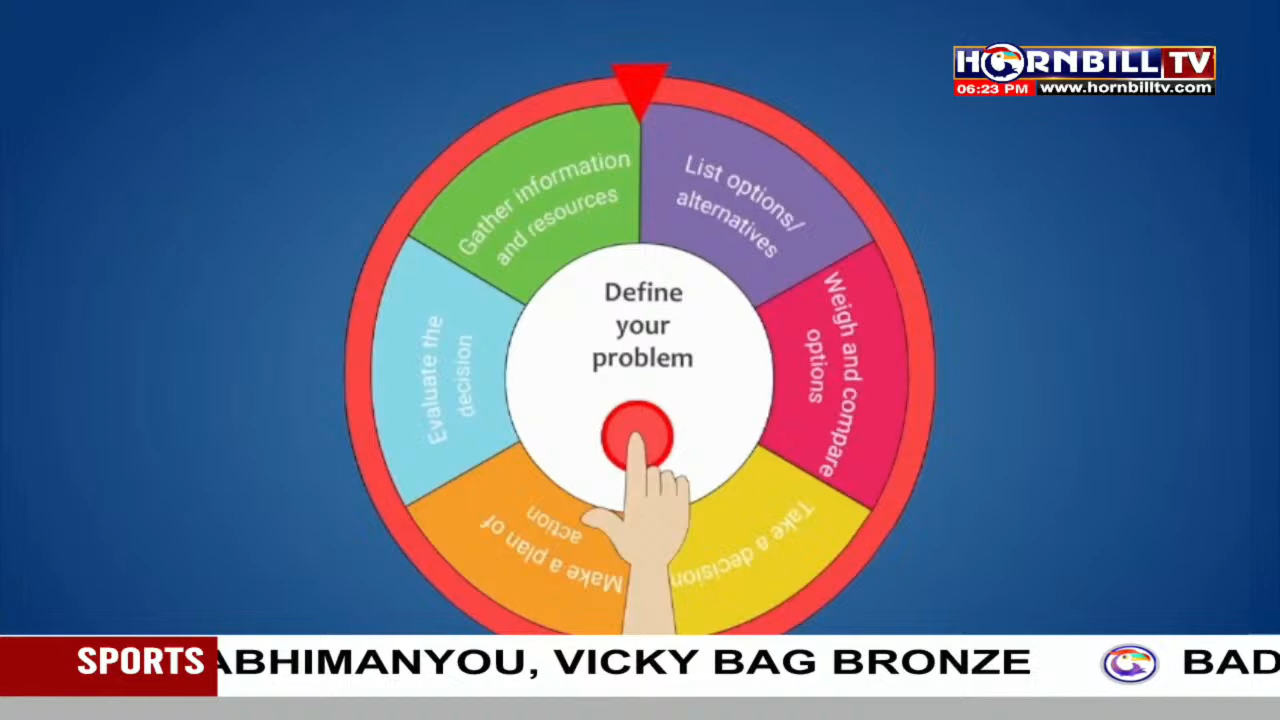 HORNBILL TV
06:23 PM www.hornbilltv.com
Gather information
and resources
List options/
alternatives
Weigh and compare
options
Take a decision
Make a plan of
action
Evaluate the
decision
Define
your
problem
SPORTS ABHIMANYOU, VICKY BAG BRONZE BAD